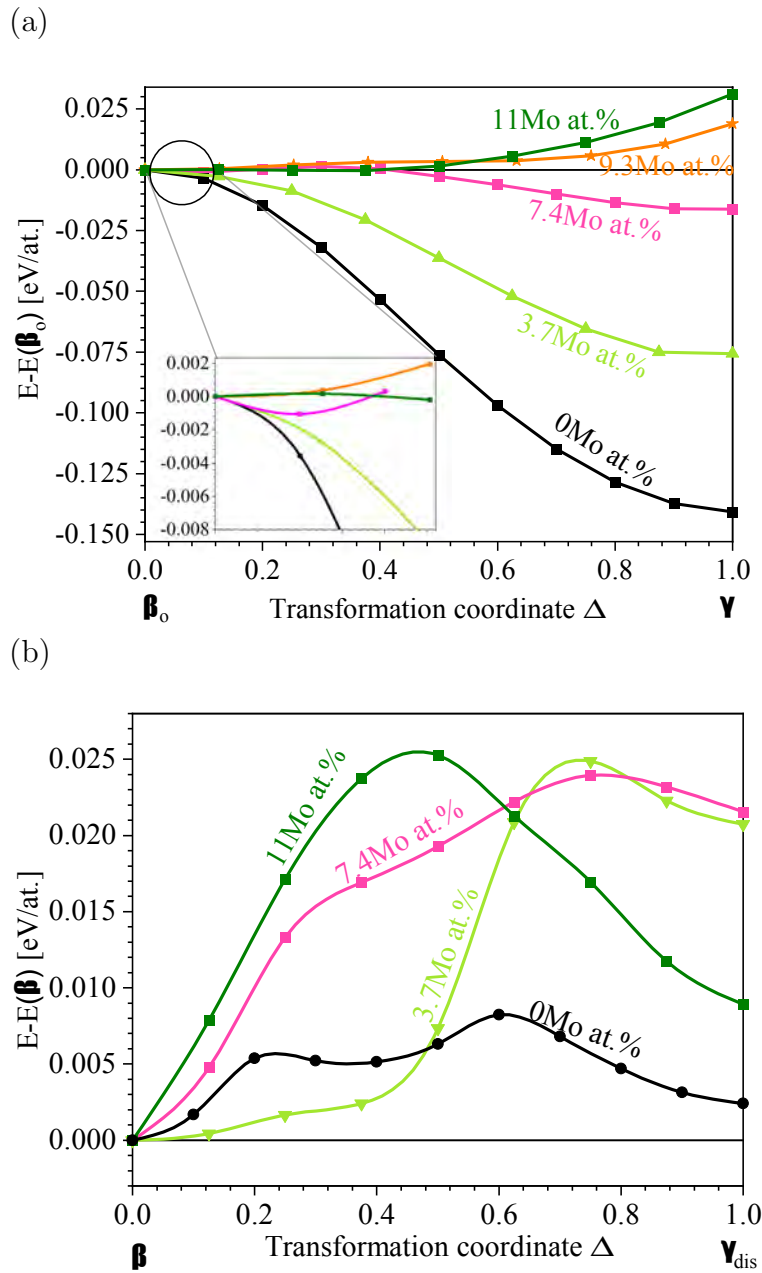 (a)
0.025
0.000
-0.025
-0.050
-0.075
-0.100
-0.125
-0.150
E-E(βₒ) [eV/at.]
11Mo at.%
9.3Mo at.%
7.4Mo at.%
3.7Mo at.%
0Mo at.%
0.002
0.000
-0.002
-0.004
-0.006
-0.008
0.0 0.2 0.4 0.6 0.8 1.0
βₒ Transformation coordinate Δ γ
(b)
0.025
0.020
0.015
0.010
0.005
0.000
E-E(β) [eV/at.]
11Mo at.%
7.4Mo at.%
3.7Mo at.%
0Mo at.%
0.0 0.2 0.4 0.6 0.8 1.0
β Transformation coordinate Δ γdis